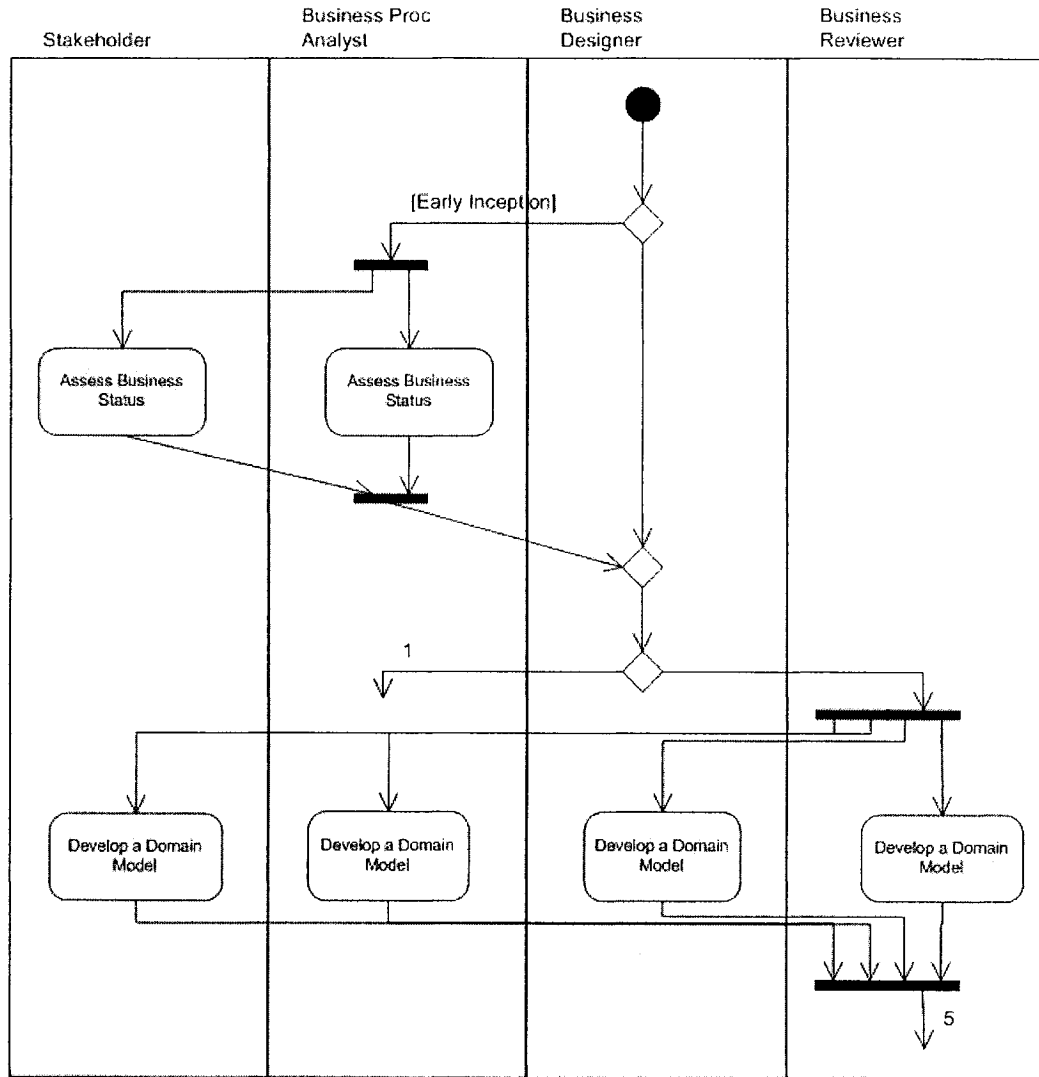 Stakeholder
Business Proc
Analyst
Business
Designer
Business
Reviewer
[Early Inception]
Assess Business
Status
Assess Business
Status
1
Develop a Domain
Model
Develop a Domain
Model
Develop a Domain
Model
Develop a Domain
Model
5